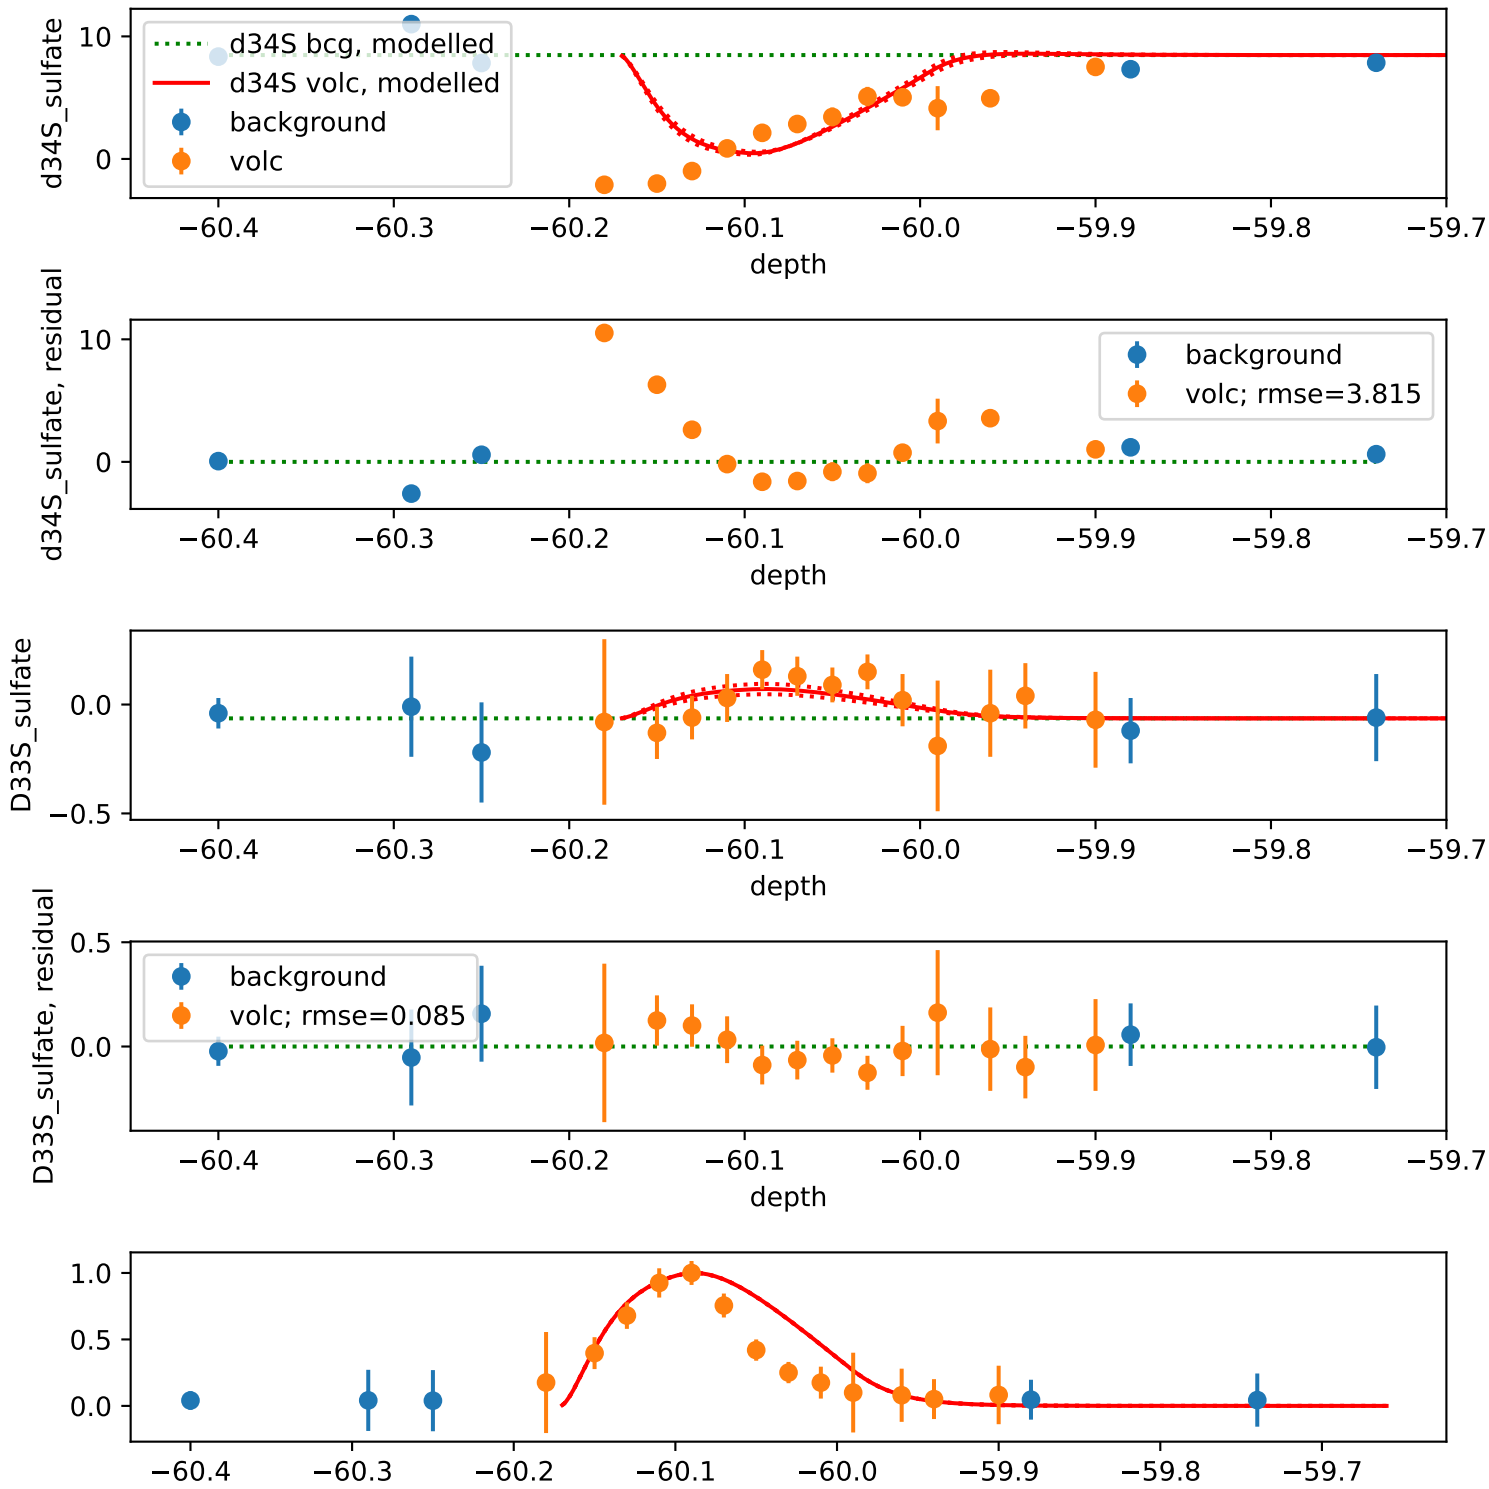 d34S_sulfate
10
0
d34S bcg, modelled
d34S volc, modelled
background
volc
−60.4 −60.3 −60.2 −60.1 −60.0 −59.9 −59.8 −59.7
depth
d34S_sulfate, residual
10
0
background
volc; rmse=3.815
−60.4 −60.3 −60.2 −60.1 −60.0 −59.9 −59.8 −59.7
depth
D33S_sulfate
0.0
−0.5
−60.4 −60.3 −60.2 −60.1 −60.0 −59.9 −59.8 −59.7
depth
D33S_sulfate, residual
0.5
0.0
background
volc; rmse=0.085
−60.4 −60.3 −60.2 −60.1 −60.0 −59.9 −59.8 −59.7
depth
1.0
0.5
0.0
−60.4 −60.3 −60.2 −60.1 −60.0 −59.9 −59.8 −59.7